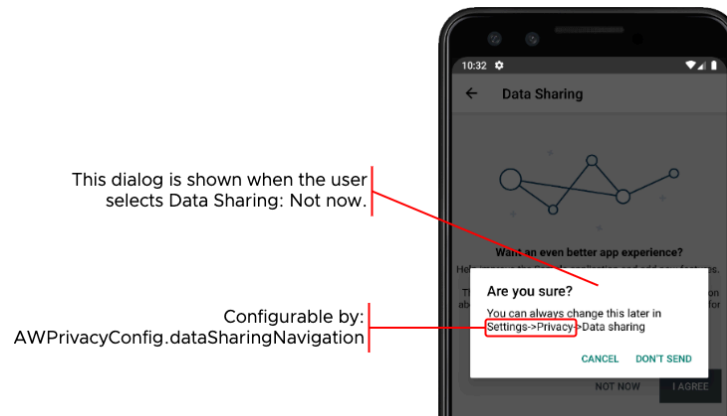 10:32
Data Sharing
This dialog is shown when the user
selects Data Sharing: Not now.
Want an even better app experience?
Are you sure?
You can always change this later in
Settings->Privacy->Data sharing
Configurable by:
AWPrivacyConfig.dataSharingNavigation
CANCEL DON'T SEND
NOT NOW I AGREE